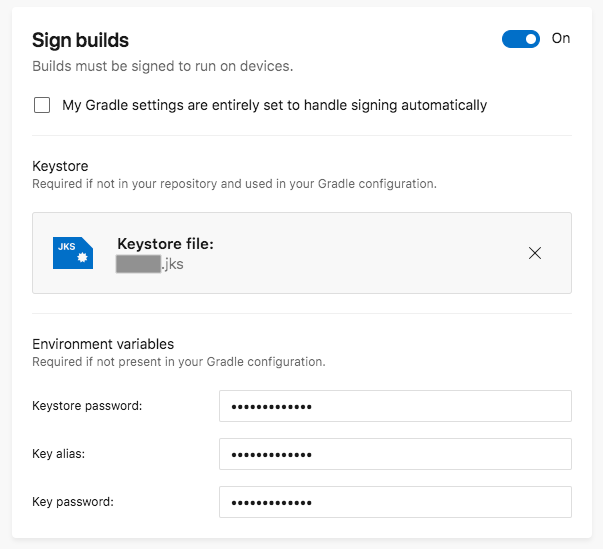 Sign builds
On
Builds must be signed to run on devices.
My Gradle settings are entirely set to handle signing automatically
Keystore
Required if not in your repository and used in your Gradle configuration.
JKS
Keystore file:
.jks
Environment variables
Required if not present in your Gradle configuration.
Keystore password:
•••••••••••••
Key alias:
•••••••••••••
Key password:
•••••••••••••